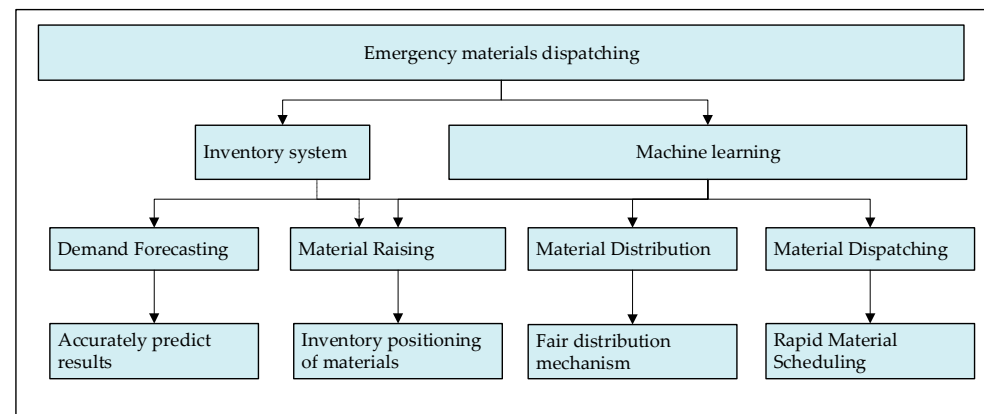 Emergency materials dispatching
Inventory system
Machine learning
Demand Forecasting
Material Raising
Material Distribution
Material Dispatching
Accurately predict
results
Inventory positioning
of materials
Fair distribution
mechanism
Rapid Material
Scheduling